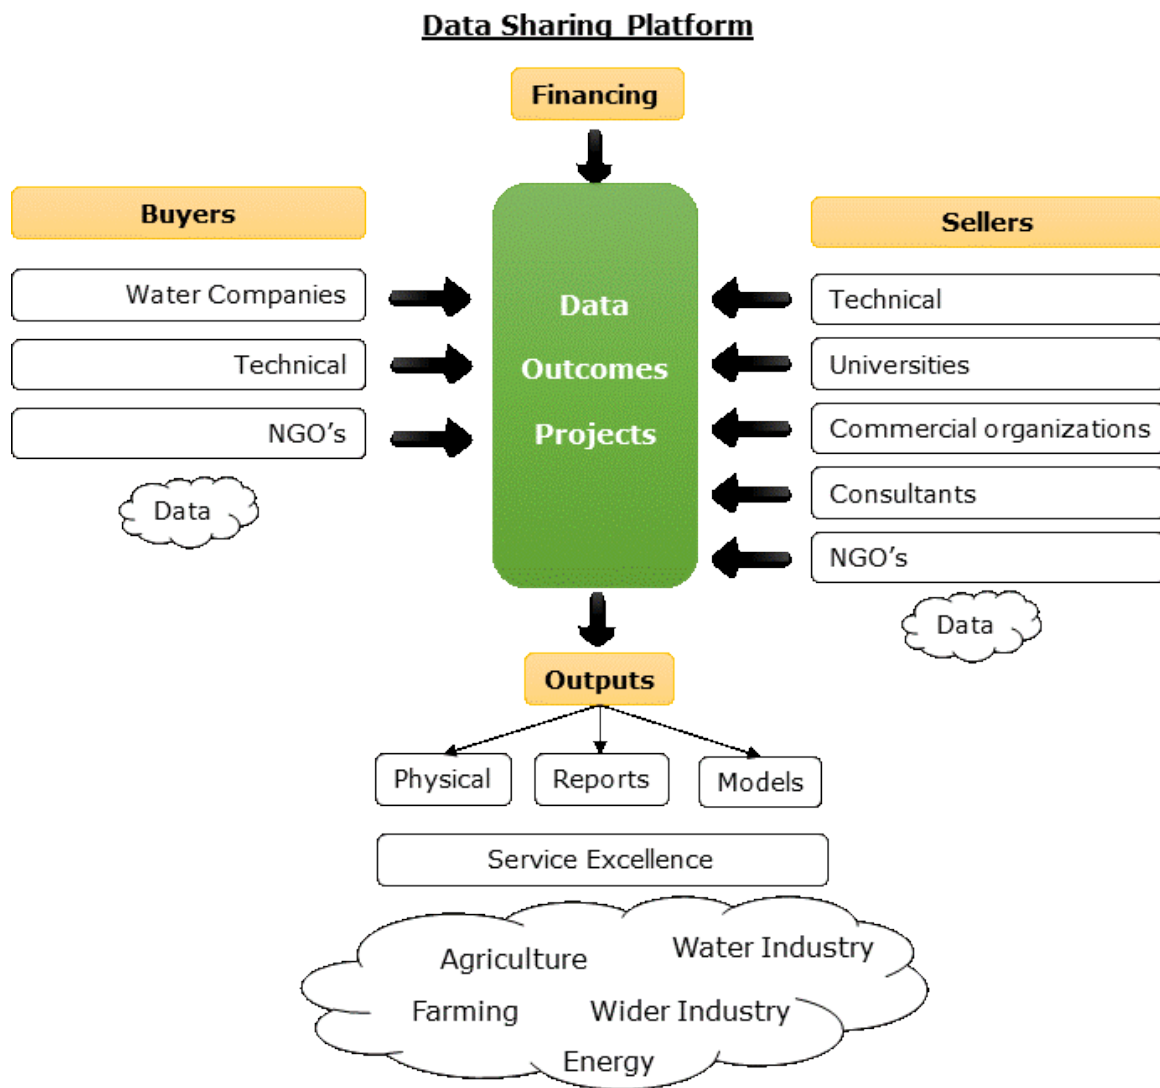 Data Sharing Platform
Financing
Buyers
Water Companies
Technical
NGO's
Data
Data
Outcomes
Projects
Sellers
Technical
Universities
Commercial organizations
Consultants
NGO's
Data
Outputs
Physical
Reports
Models
Service Excellence
Agriculture
Water Industry
Farming
Wider Industry
Energy